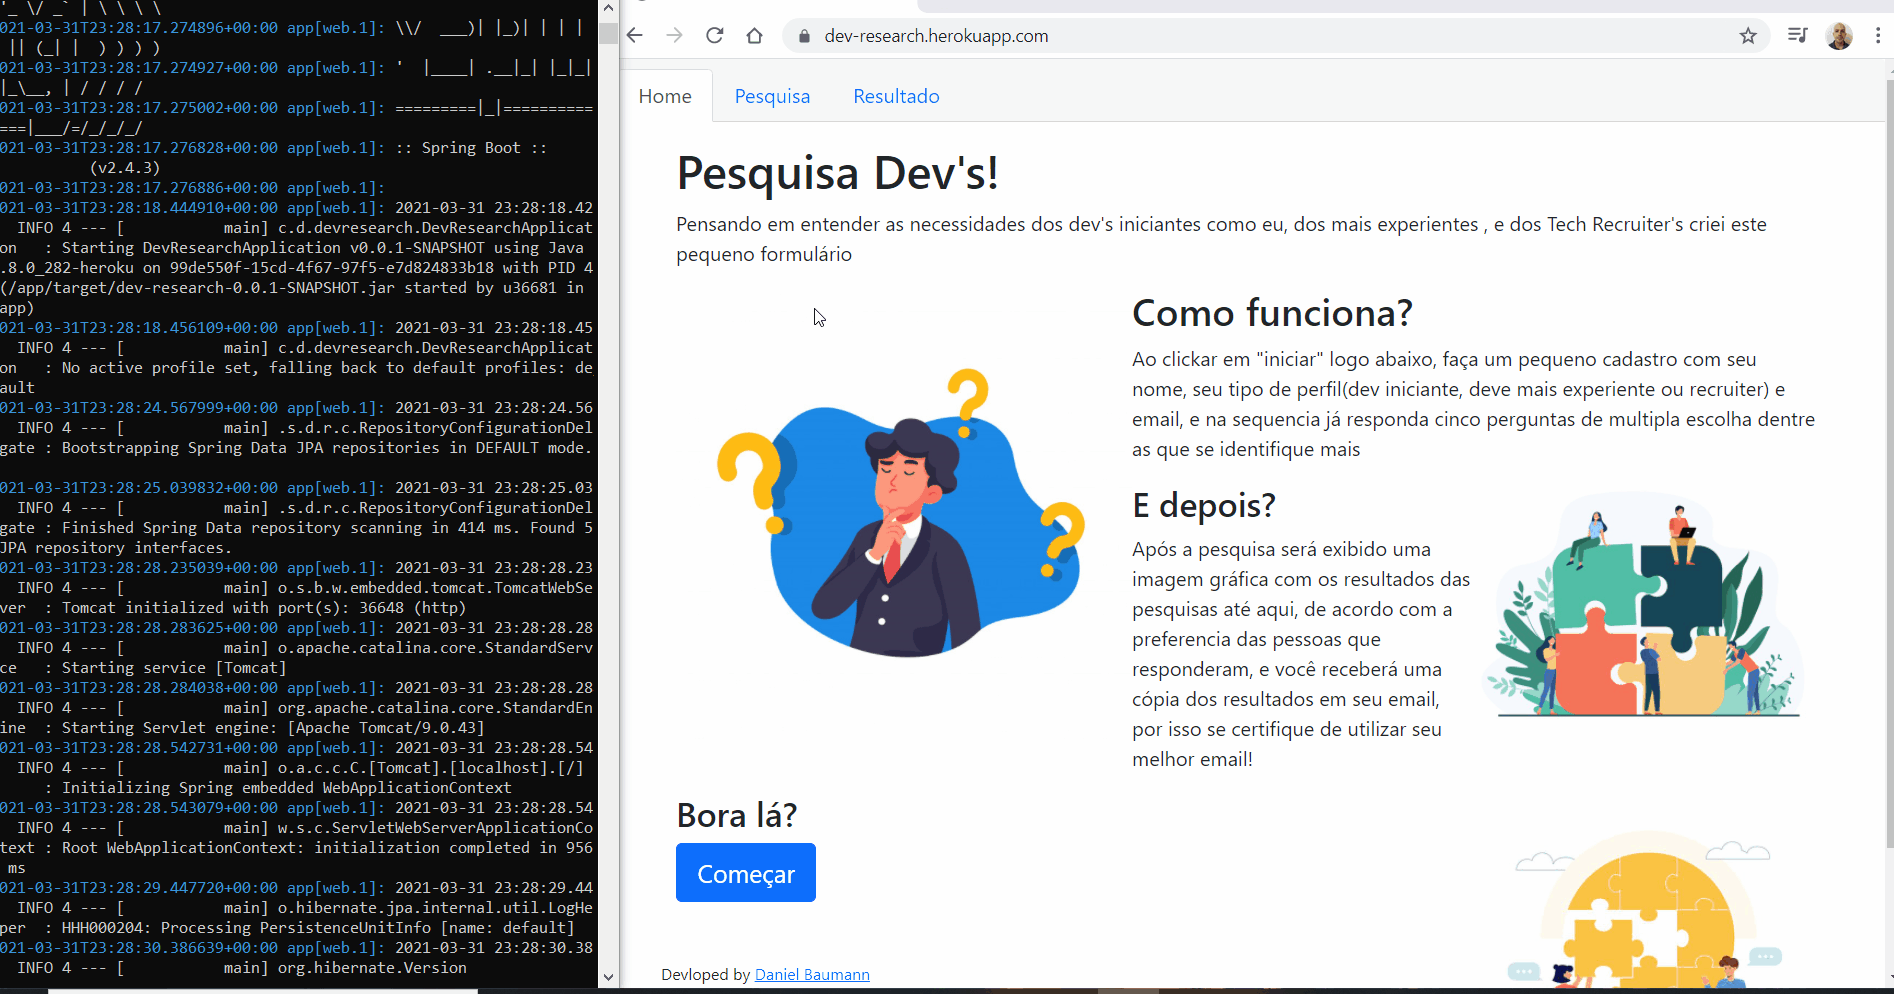 '_ \/ _` | \ \ \ \
021-03-31T23:28:17.274896+00:00 app[web.1]: \\/  ___)| |_)| | | |
 || (_| |  ) ) ) )
021-03-31T23:28:17.274927+00:00 app[web.1]: '  |____| .__|_| |_|_|
|_\__, | / / / /
021-03-31T23:28:17.275002+00:00 app[web.1]: =========|_|==========
===|___/=/_/_/_/
021-03-31T23:28:17.276828+00:00 app[web.1]: :: Spring Boot ::
(v2.4.3)
021-03-31T23:28:17.276886+00:00 app[web.1]:
021-03-31T23:28:18.444910+00:00 app[web.1]: 2021-03-31 23:28:18.42
INFO 4 --- [           main] c.d.devresearch.DevResearchApplicat
on   : Starting DevResearchApplication v0.0.1-SNAPSHOT using Java
.8.0_282-heroku on 99de550f-15cd-4f67-97f5-e7d824833b18 with PID 4
(/app/target/dev-research-0.0.1-SNAPSHOT.jar started by u36681 in
app)
021-03-31T23:28:18.456109+00:00 app[web.1]: 2021-03-31 23:28:18.45
INFO 4 --- [           main] c.d.devresearch.DevResearchApplicat
on   : No active profile set, falling back to default profiles: de
ault
021-03-31T23:28:24.567999+00:00 app[web.1]: 2021-03-31 23:28:24.56
INFO 4 --- [           main] .s.d.r.c.RepositoryConfigurationDel
gate : Bootstrapping Spring Data JPA repositories in DEFAULT mode.
021-03-31T23:28:25.039832+00:00 app[web.1]: 2021-03-31 23:28:25.03
INFO 4 --- [           main] .s.d.r.c.RepositoryConfigurationDel
gate : Finished Spring Data repository scanning in 414 ms. Found 5
JPA repository interfaces.
021-03-31T23:28:28.235039+00:00 app[web.1]: 2021-03-31 23:28:28.23
INFO 4 --- [           main] o.s.b.w.embedded.tomcat.TomcatWebSe
ver  : Tomcat initialized with port(s): 36648 (http)
021-03-31T23:28:28.283625+00:00 app[web.1]: 2021-03-31 23:28:28.28
INFO 4 --- [           main] o.apache.catalina.core.StandardServ
ce   : Starting service [Tomcat]
021-03-31T23:28:28.284038+00:00 app[web.1]: 2021-03-31 23:28:28.28
INFO 4 --- [           main] org.apache.catalina.core.StandardEn
ine  : Starting Servlet engine: [Apache Tomcat/9.0.43]
021-03-31T23:28:28.542731+00:00 app[web.1]: 2021-03-31 23:28:28.54
INFO 4 --- [           main] o.a.c.c.C.[Tomcat].[localhost].[/]
: Initializing Spring embedded WebApplicationContext
021-03-31T23:28:28.543079+00:00 app[web.1]: 2021-03-31 23:28:28.54
INFO 4 --- [           main] w.s.c.ServletWebServerApplicationCo
text : Root WebApplicationContext: initialization completed in 956
ms
021-03-31T23:28:29.447720+00:00 app[web.1]: 2021-03-31 23:28:29.44
INFO 4 --- [           main] o.hibernate.jpa.internal.util.LogHe
per  : HHH000204: Processing PersistenceUnitInfo [name: default]
021-03-31T23:28:30.386639+00:00 app[web.1]: 2021-03-31 23:28:30.38
INFO 4 --- [           main] org.hibernate.Version
dev-research.herokuapp.com
Home Pesquisa Resultado
Pesquisa Dev's!
Pensando em entender as necessidades dos dev's iniciantes como eu, dos mais experientes , e dos Tech Recruiter's criei este
pequeno formulário
Como funciona?
Ao clickar em "iniciar" logo abaixo, faça um pequeno cadastro com seu
nome, seu tipo de perfil(dev iniciante, deve mais experiente ou recruiter) e
email, e na sequencia já responda cinco perguntas de multipla escolha dentre
as que se identifique mais
E depois?
Após a pesquisa será exibido uma
imagem gráfica com os resultados das
pesquisas até aqui, de acordo com a
preferencia das pessoas que
responderam, e você receberá uma
cópia dos resultados em seu email,
por isso se certifique de utilizar seu
melhor email!
Bora lá?
Começar
Devloped by Daniel Baumann